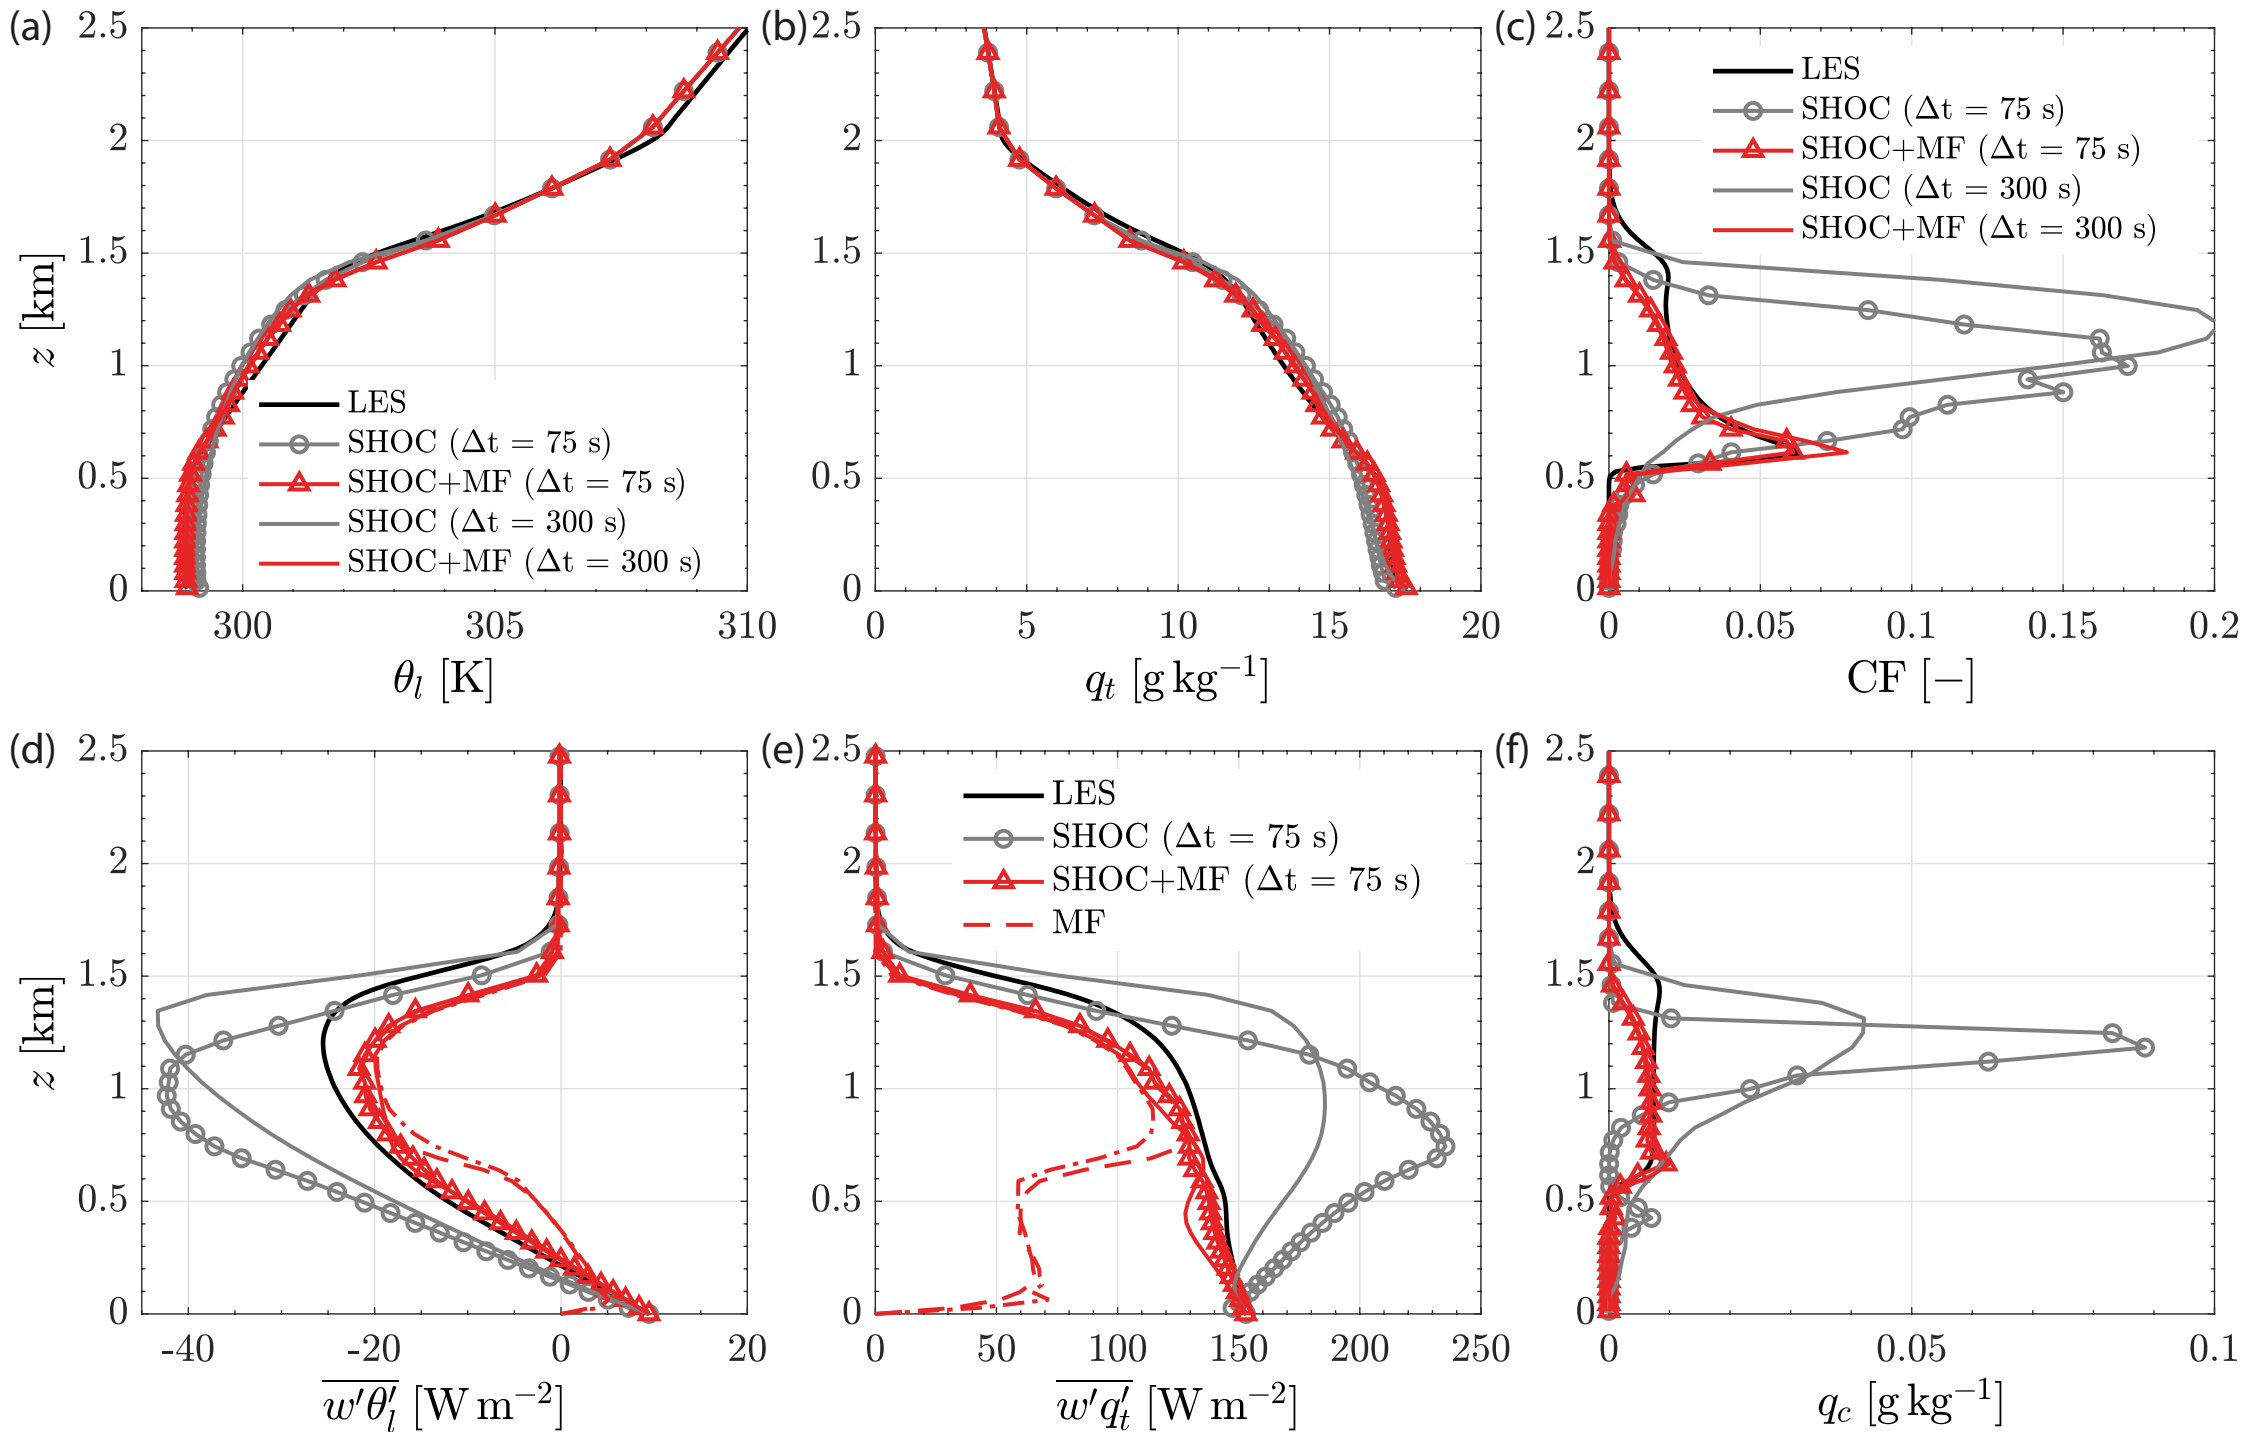 (a)
2.5
2
1.5
1
0.5
0
z [km]
LES
SHOC (Δt = 75 s)
SHOC+MF (Δt = 75 s)
SHOC (Δt = 300 s)
SHOC+MF (Δt = 300 s)
300
305
310
θ_l [K]
(b)
2.5
2
1.5
1
0.5
0
0
5
10
15
20
q_t [g kg⁻¹]
(c)
2.5
2
1.5
1
0.5
0
LES
SHOC (Δt = 75 s)
SHOC+MF (Δt = 75 s)
SHOC (Δt = 300 s)
SHOC+MF (Δt = 300 s)
0
0.05
0.1
0.15
0.2
CF [−]
(d)
2.5
2
1.5
1
0.5
0
z [km]
-40
-20
0
20
w′θ′_l [W m⁻²]
(e)
2.5
2
1.5
1
0.5
0
LES
SHOC (Δt = 75 s)
SHOC+MF (Δt = 75 s)
MF
0
50
100
150
200
250
w′q′_t [W m⁻²]
(f)
2.5
2
1.5
1
0.5
0
0
0.05
0.1
q_c [g kg⁻¹]